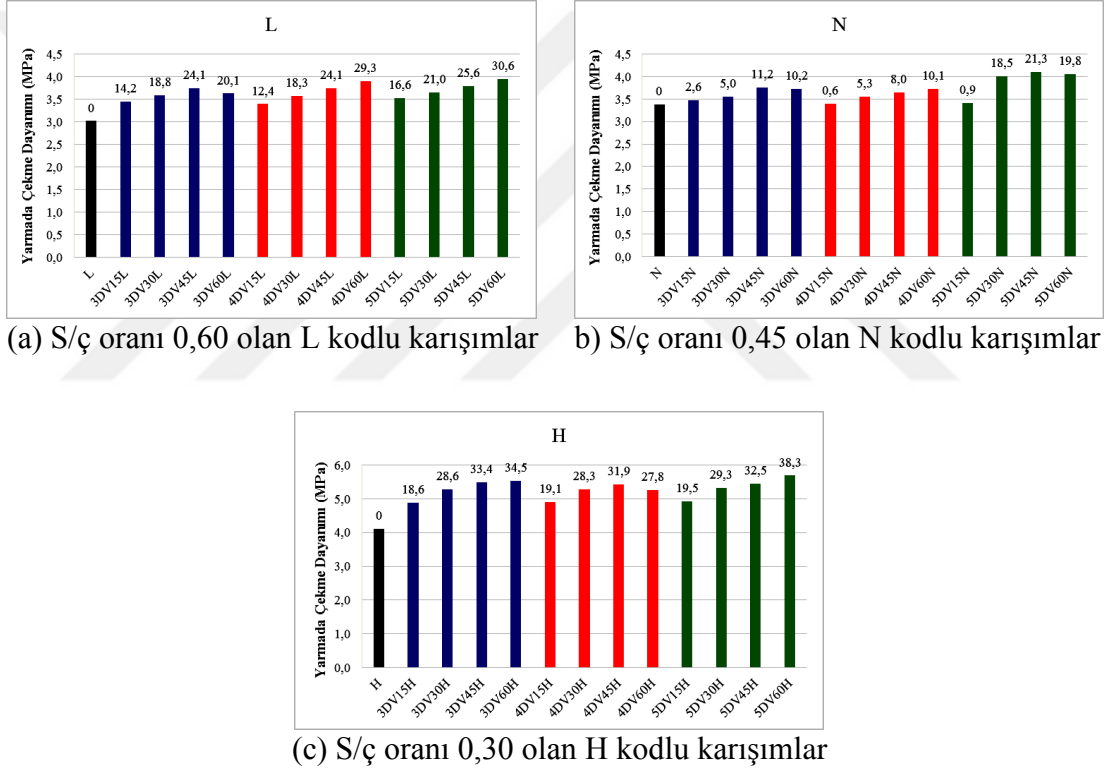 L
Yarmada Çekme Dayanımı (MPa)
4,5
4,0
3,5
3,0
2,5
2,0
1,5
1,0
0,5
0,0
0 14,2 18,8 24,1 20,1 12,4 18,3 24,1 29,3 16,6 21,0 25,6 30,6
L 3DV15L 3DV30L 3DV45L 3DV60L 4DV15L 4DV30L 4DV45L 4DV60L 5DV15L 5DV30L 5DV45L 5DV60L
(a) S/ç oranı 0,60 olan L kodlu karışımlar
N
Yarmada Çekme Dayanımı (MPa)
4,5
4,0
3,5
3,0
2,5
2,0
1,5
1,0
0,5
0,0
0 2,6 5,0 11,2 10,2 0,6 5,3 8,0 10,1 0,9 18,5 21,3 19,8
N 3DV15N 3DV30N 3DV45N 3DV60N 4DV15N 4DV30N 4DV45N 4DV60N 5DV15N 5DV30N 5DV45N 5DV60N
b) S/ç oranı 0,45 olan N kodlu karışımlar
H
Yarmada Çekme Dayanımı (MPa)
6,0
5,0
4,0
3,0
2,0
1,0
0,0
0 18,6 28,6 33,4 34,5 19,1 28,3 31,9 27,8 19,5 29,3 32,5 38,3
H 3DV15H 3DV30H 3DV45H 3DV60H 4DV15H 4DV30H 4DV45H 4DV60H 5DV15H 5DV30H 5DV45H 5DV60H
(c) S/ç oranı 0,30 olan H kodlu karışımlar